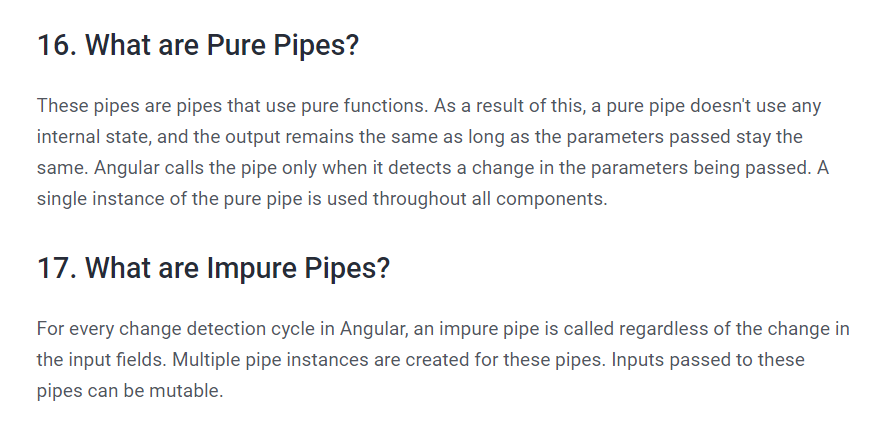 16. What are Pure Pipes?
These pipes are pipes that use pure functions. As a result of this, a pure pipe doesn't use any
internal state, and the output remains the same as long as the parameters passed stay the
same. Angular calls the pipe only when it detects a change in the parameters being passed. A
single instance of the pure pipe is used throughout all components.
17. What are Impure Pipes?
For every change detection cycle in Angular, an impure pipe is called regardless of the change in
the input fields. Multiple pipe instances are created for these pipes. Inputs passed to these
pipes can be mutable.